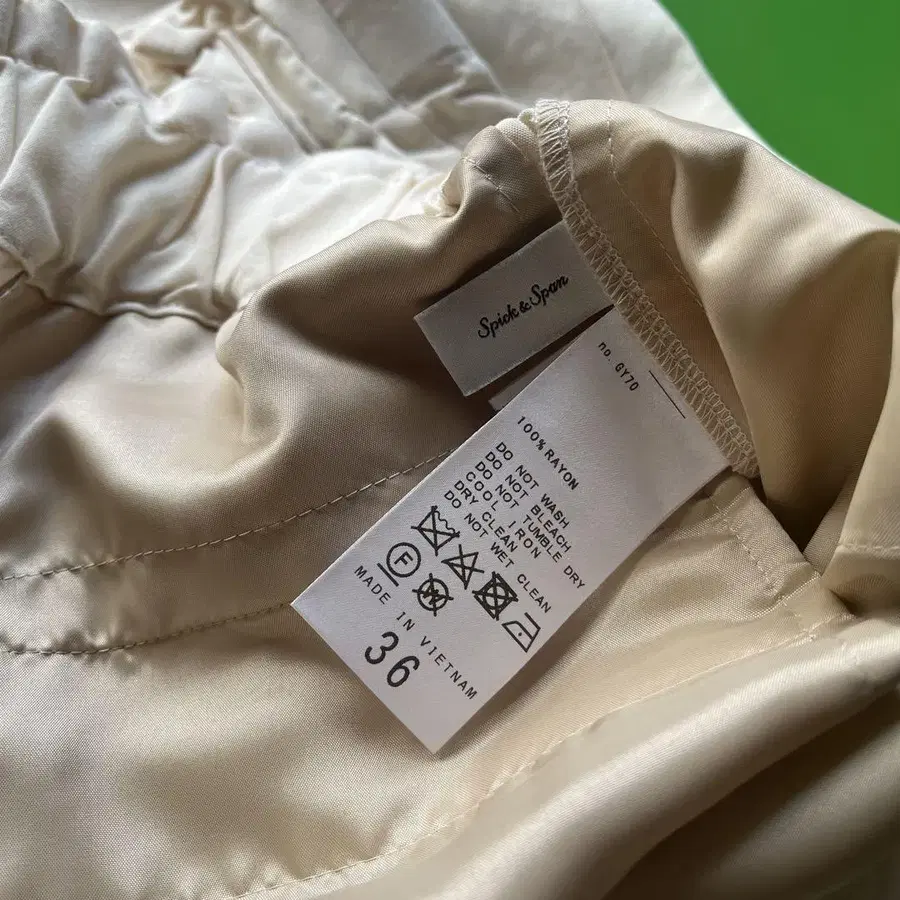 Spick & Span
no. GY70
100% RAYON
DO NOT WASH
DO NOT BLEACH
DO NOT TUMBLE DRY
COOL IRON
DRY CLEAN
DO NOT WET CLEAN
F
W
MADE IN VIETNAM
36